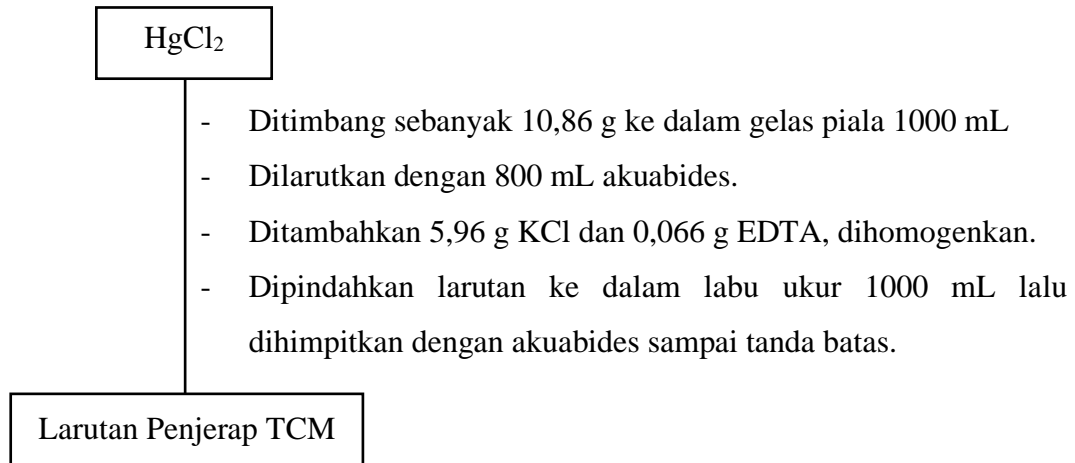 HgCl₂
- Ditimbang sebanyak 10,86 g ke dalam gelas piala 1000 mL
- Dilarutkan dengan 800 mL akuabides.
- Ditambahkan 5,96 g KCl dan 0,066 g EDTA, dihomogenkan.
- Dipindahkan larutan ke dalam labu ukur 1000 mL lalu
dihimpitkan dengan akuabides sampai tanda batas.
Larutan Penjerap TCM